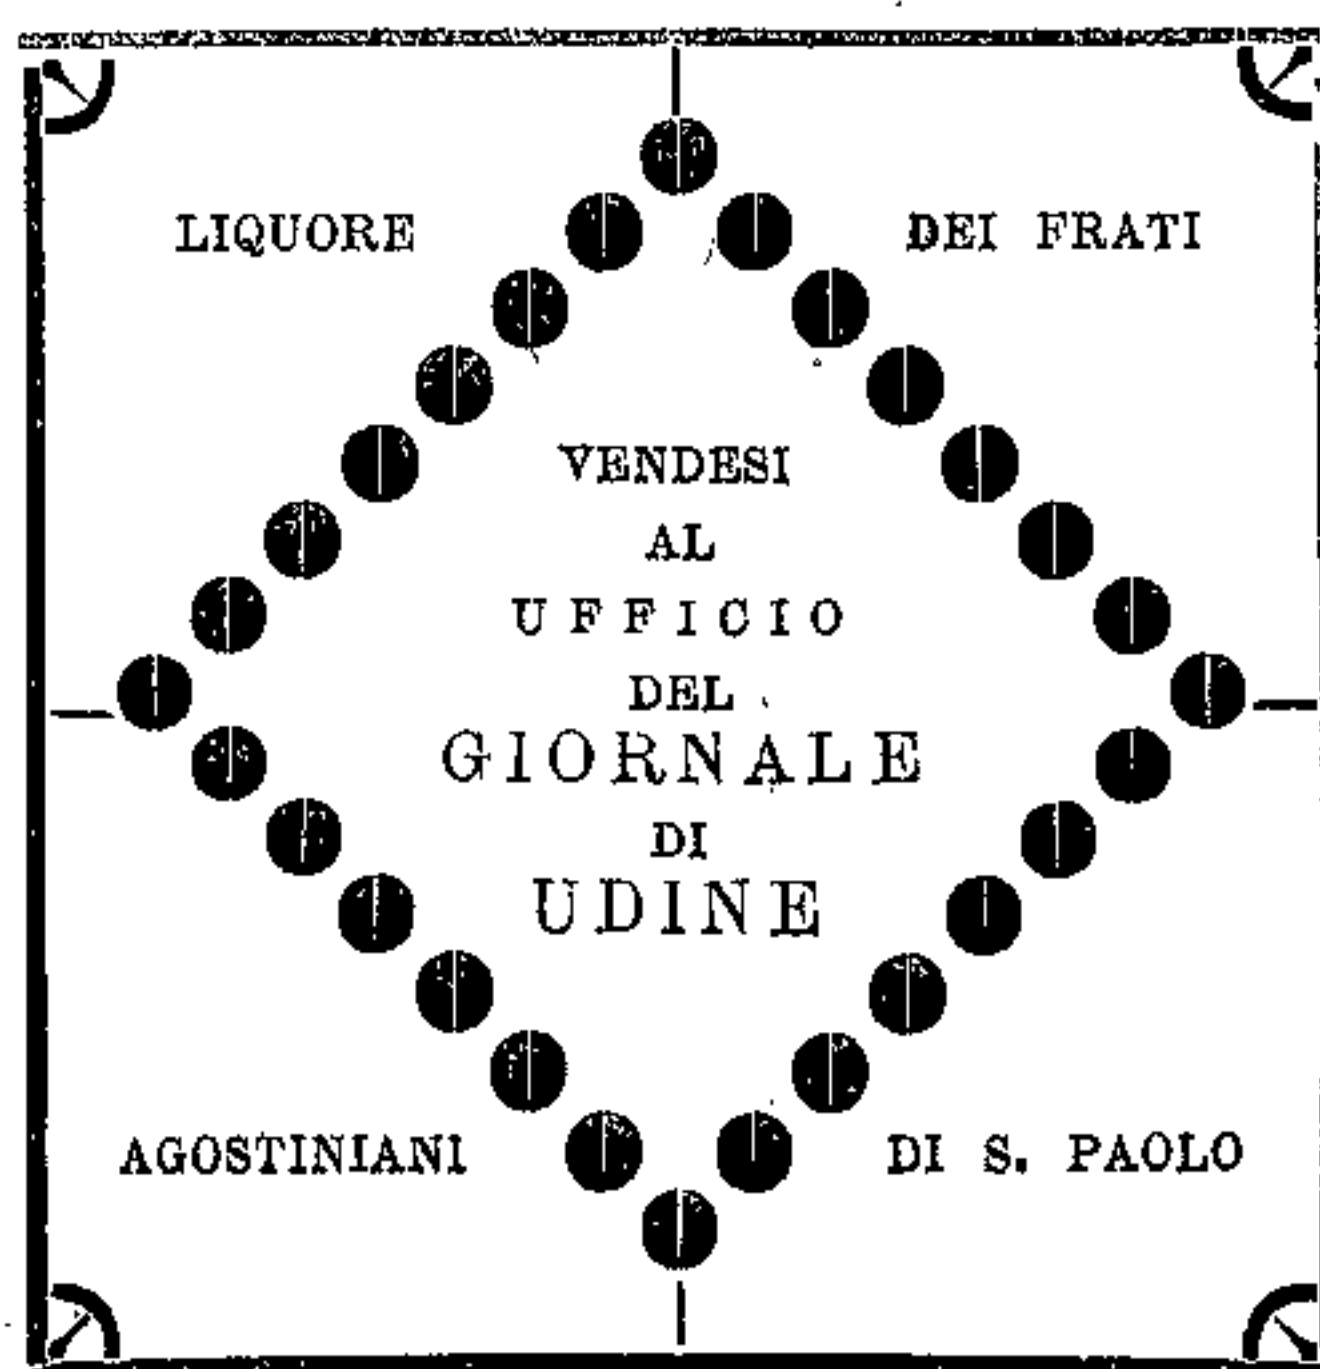 LIQUORE DEI FRATI
VENDESI
AL
UFFICIO
DEL
GIORNALE
DI
UDINE
AGOSTINIANI DI S. PAOLO